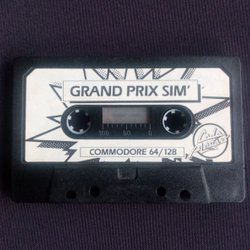 GRAND PRIX SIM'
100 50 0
COMMODORE 64/128